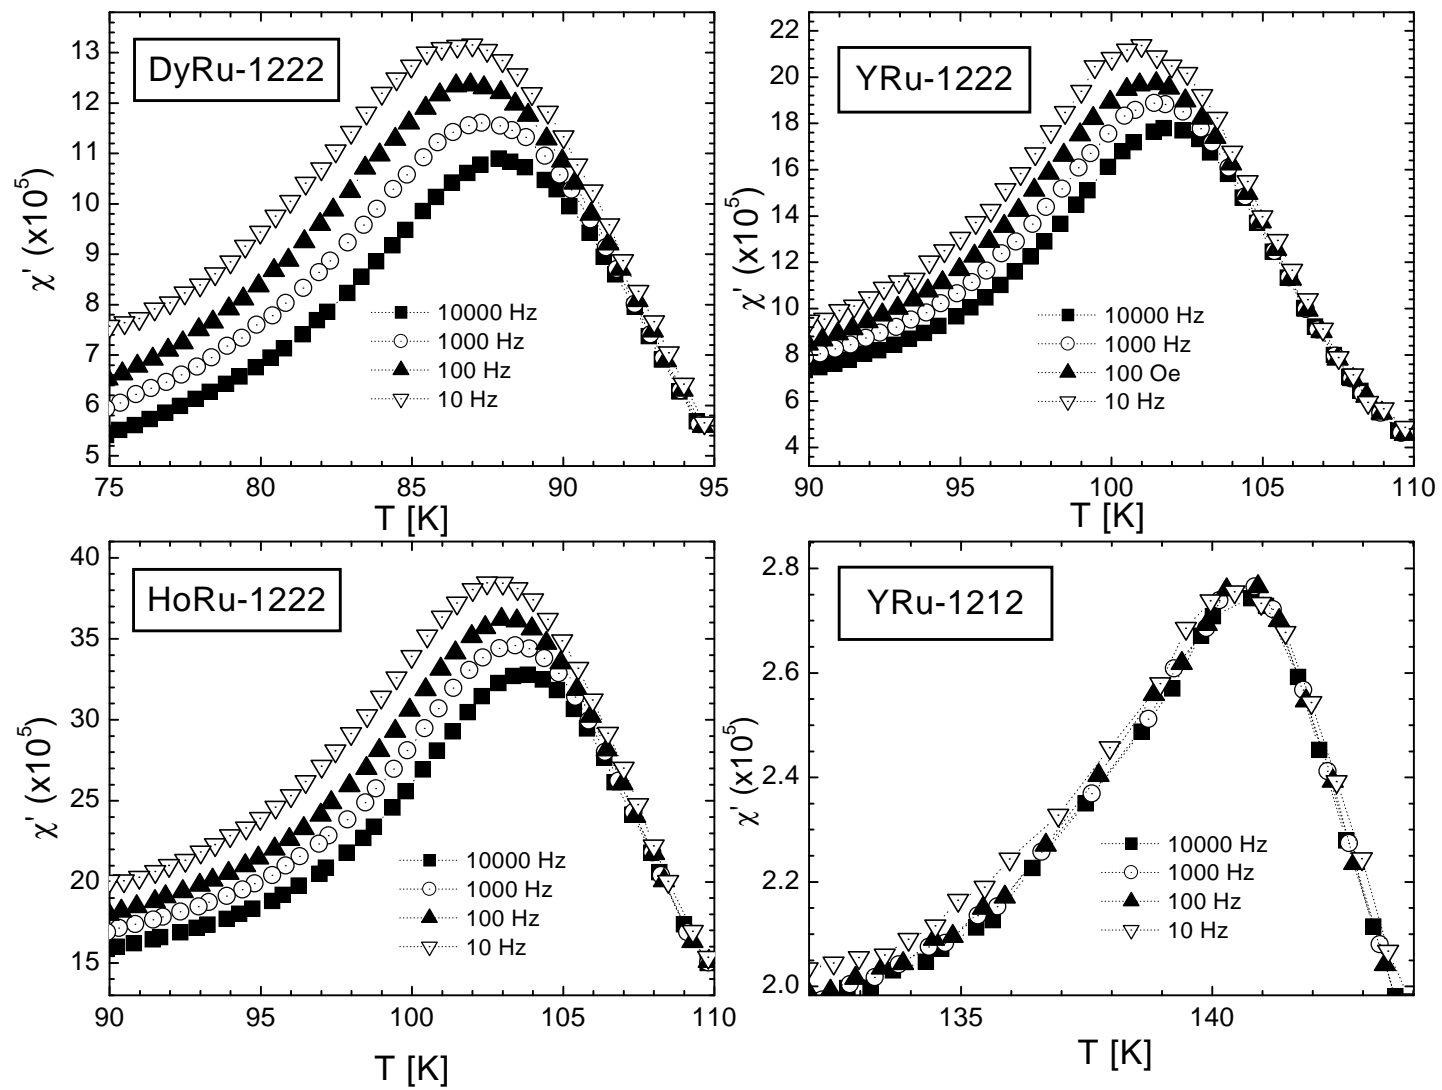 DyRu-1222
χ' (x10⁵)
13
12
11
10
9
8
7
6
5
10000 Hz
1000 Hz
100 Hz
10 Hz
75 80 85 90 95
T [K]
YRu-1222
χ' (x10⁵)
22
20
18
16
14
12
10
8
6
4
10000 Hz
1000 Hz
100 Oe
10 Hz
90 95 100 105 110
T [K]
HoRu-1222
χ' (x10⁵)
40
35
30
25
20
15
10000 Hz
1000 Hz
100 Hz
10 Hz
90 95 100 105 110
T [K]
YRu-1212
χ' (x10⁵)
2.8
2.6
2.4
2.2
2.0
10000 Hz
1000 Hz
100 Hz
10 Hz
135 140
T [K]